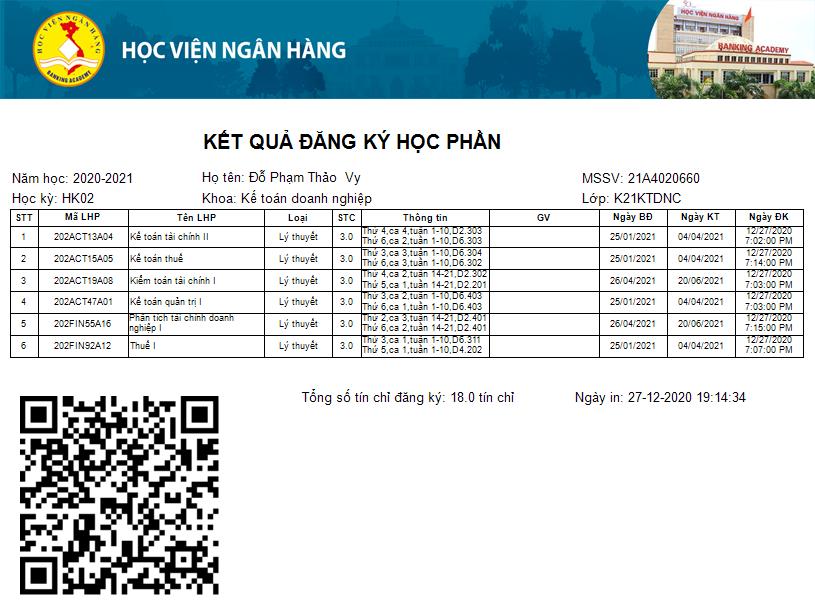 HỌC VIỆN NGÂN HÀNG
BANKING ACADEMY
HỌC VIỆN NGÂN HÀNG
HỌC VIỆN NGÂN HÀNG
BANKING ACADEMY
KẾT QUẢ ĐĂNG KÝ HỌC PHẦN
Năm học: 2020-2021 Họ tên: Đỗ Phạm Thảo Vy MSSV: 21A4020660
Học kỳ: HK02 Khoa: Kế toán doanh nghiệp Lớp: K21KTDNC
STT Mã LHP Tên LHP Loại STC Thông tin GV Ngày BĐ Ngày KT Ngày ĐK
1 202ACT13A04 Kế toán tài chính II Lý thuyết 3.0 Thứ 4,ca 4,tuần 1-10,D2.303 25/01/2021 04/04/2021 12/27/2020
Thứ 6,ca 2,tuần 1-10,D6.303 7:02:00 PM
2 202ACT15A05 Kế toán thuế Lý thuyết 3.0 Thứ 3,ca 3,tuần 1-10,D6.304 25/01/2021 04/04/2021 12/27/2020
Thứ 6,ca 3,tuần 1-10,D6.302 7:14:00 PM
3 202ACT19A08 Kiểm toán tài chính I Lý thuyết 3.0 Thứ 4,ca 2,tuần 14-21,D2.302 26/04/2021 20/06/2021 12/27/2020
Thứ 5,ca 1,tuần 14-21,D2.201 7:03:00 PM
4 202ACT47A01 Kế toán quản trị I Lý thuyết 3.0 Thứ 3,ca 2,tuần 1-10,D6.403 25/01/2021 04/04/2021 12/27/2020
Thứ 6,ca 1,tuần 1-10,D6.403 7:03:00 PM
5 202FIN55A16 Phân tích tài chính doanh Lý thuyết 3.0 Thứ 2,ca 3,tuần 14-21,D2.401 26/04/2021 20/06/2021 12/27/2020
nghiệp I Thứ 6,ca 2,tuần 14-21,D2.401 7:15:00 PM
6 202FIN92A12 Thuế I Lý thuyết 3.0 Thứ 3,ca 1,tuần 1-10,D6.311 25/01/2021 04/04/2021 12/27/2020
Thứ 5,ca 1,tuần 1-10,D4.202 7:07:00 PM
Tổng số tín chỉ đăng ký: 18.0 tín chỉ Ngày in: 27-12-2020 19:14:34